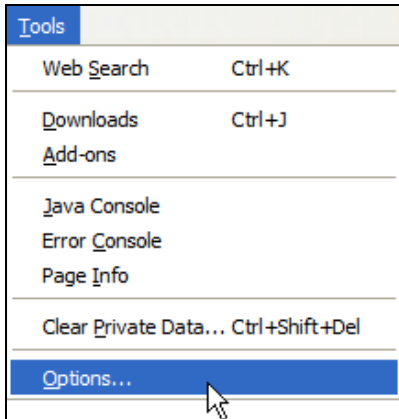 Tools
Web Search Ctrl+K
Downloads Ctrl+J
Add-ons
Java Console
Error Console
Page Info
Clear Private Data... Ctrl+Shift+Del
Options...